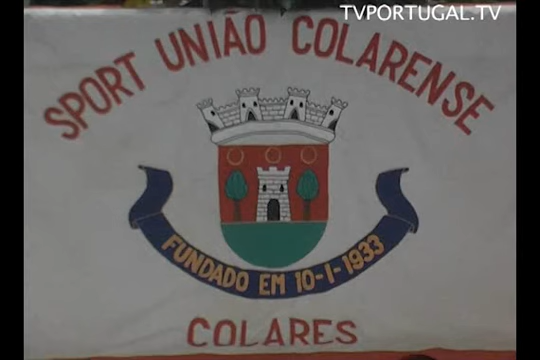 TVPORTUGAL.TV
SPORT UNIÃO COLARENSE
FUNDADO EM 10-1-1933
COLARES